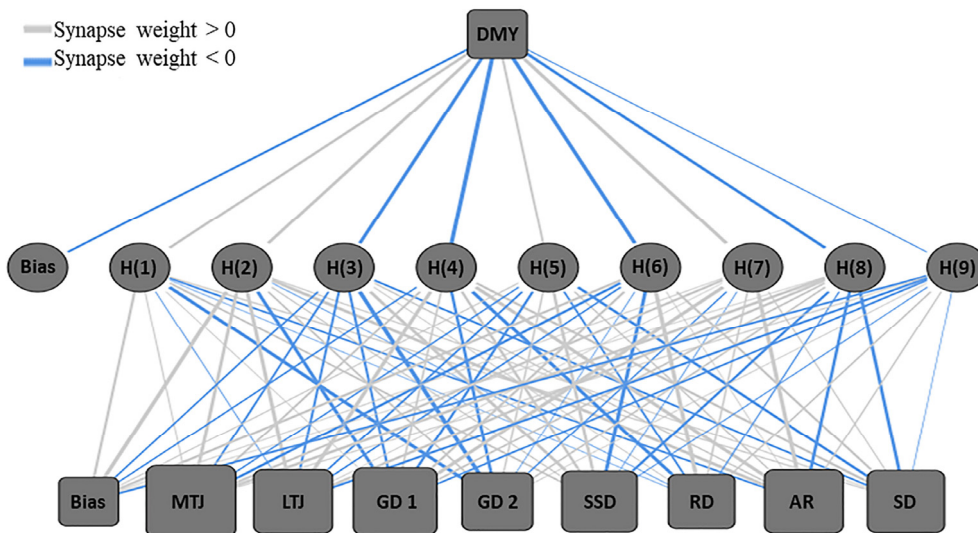 Synapse weight > 0
Synapse weight < 0
DMY
Bias H(1) H(2) H(3) H(4) H(5) H(6) H(7) H(8) H(9)
Bias MTJ LTJ GD 1 GD 2 SSD RD AR SD